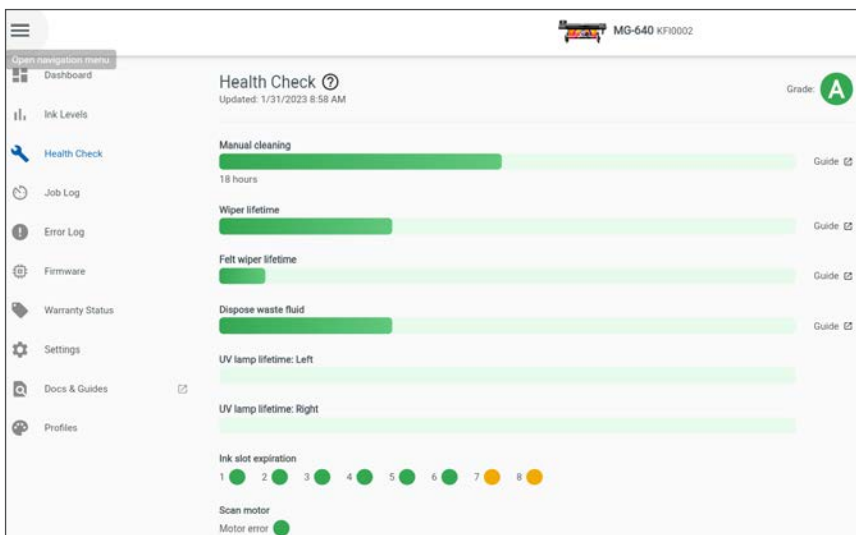 MG-640 KFI0002
Open navigation menu
Dashboard
Ink Levels
Health Check
Job Log
Error Log
Firmware
Warranty Status
Settings
Docs & Guides
Profiles
Health Check ?
Updated: 1/31/2023 8:58 AM
Grade: A
Manual cleaning
Guide
18 hours
Wiper lifetime
Guide
Felt wiper lifetime
Guide
Dispose waste fluid
Guide
UV lamp lifetime: Left
UV lamp lifetime: Right
Ink slot expiration
1 2 3 4 5 6 7 8
Scan motor
Motor error